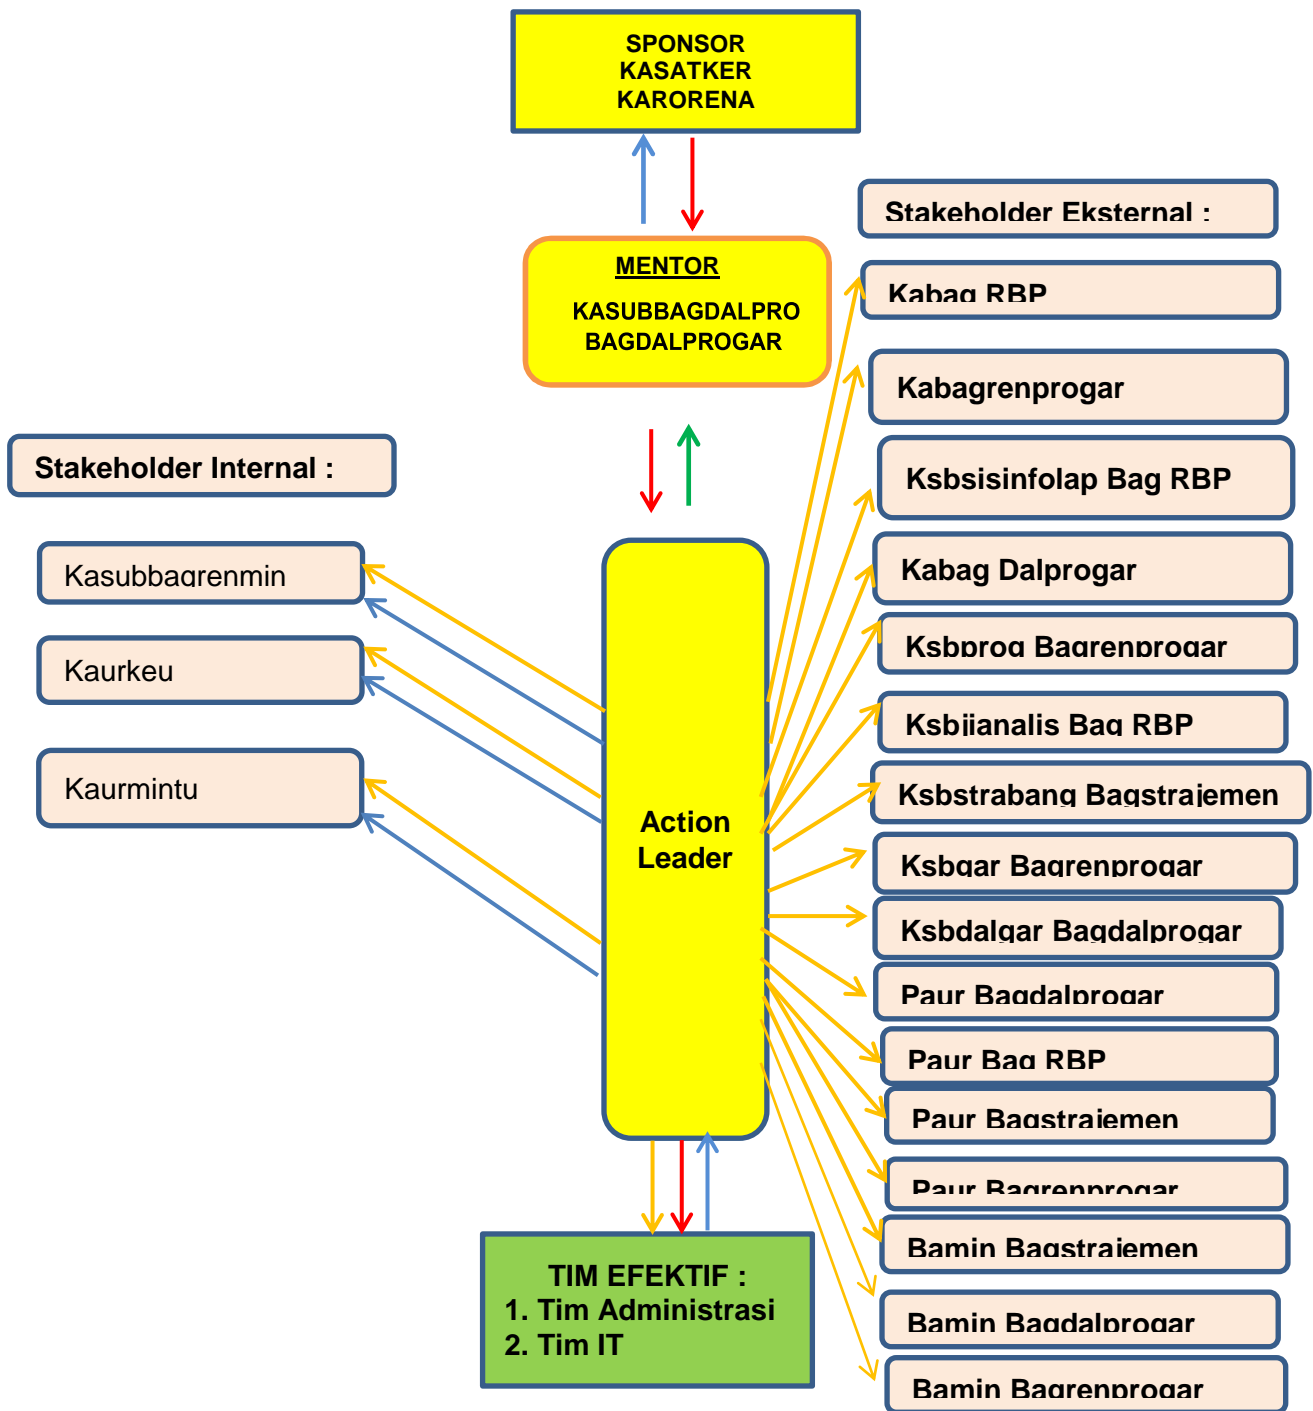 SPONSOR
KASATKER
KARORENA
MENTOR
KASUBBAGDALPRO
BAGDALPROGAR
Stakeholder Internal :
Kasubbagrenmin
Kaurkeu
Kaurmintu
Action
Leader
TIM EFEKTIF :
1. Tim Administrasi
2. Tim IT
Stakeholder Eksternal :
Kabag RBP
Kabagrenprogar
Ksbsisinfolap Bag RBP
Kabag Dalprogar
Ksbprog Bagrenprogar
Ksbjianalis Bag RBP
Ksbstrabang Bagstrajemen
Ksbgar Bagrenprogar
Ksbdalgar Bagdalprogar
Paur Bagdalprogar
Paur Bag RBP
Paur Bagstrajemen
Paur Bagrenprogar
Bamin Bagstrajemen
Bamin Bagdalprogar
Bamin Bagrenprogar